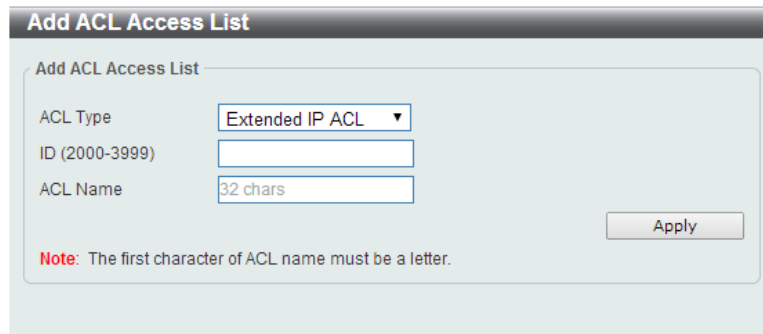 Add ACL Access List
Add ACL Access List
ACL Type Extended IP ACL
ID (2000-3999)
ACL Name 32 chars
Apply
Note: The first character of ACL name must be a letter.